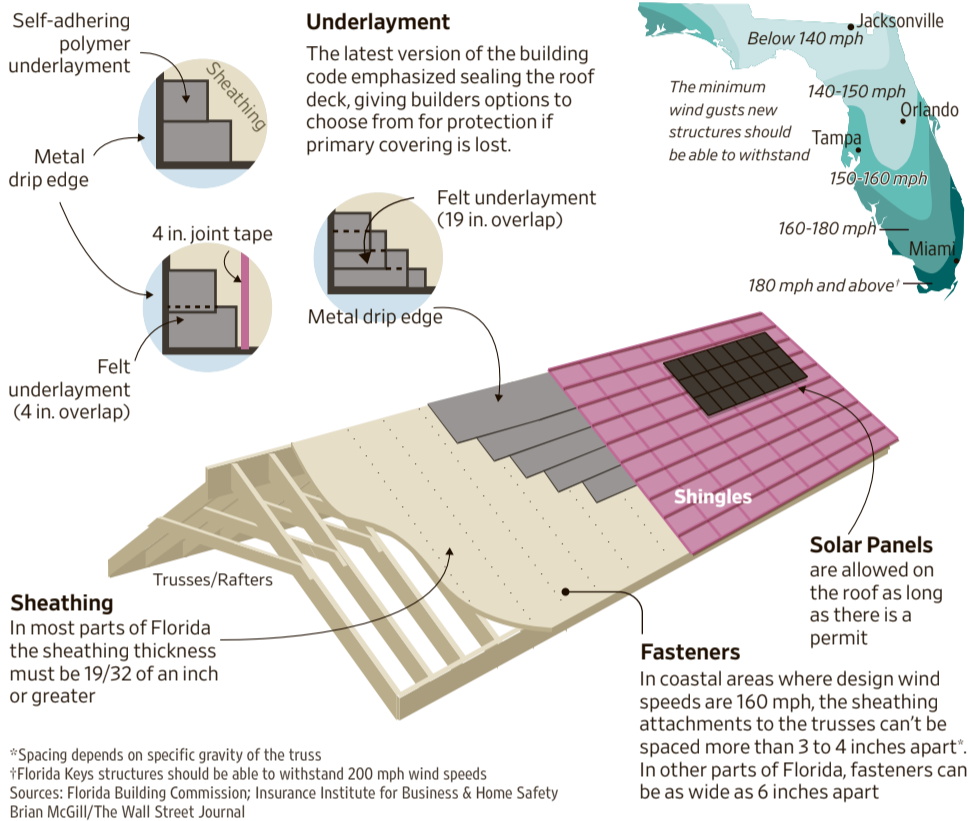 Self-adhering
polymer
underlayment
Sheathing
Metal
drip edge
4 in. joint tape
Felt
underlayment
(4 in. overlap)
Underlayment
The latest version of the building
code emphasized sealing the roof
deck, giving builders options to
choose from for protection if
primary covering is lost.
Felt underlayment
(19 in. overlap)
Metal drip edge
Jacksonville
Below 140 mph
The minimum
wind gusts new
structures should
be able to withstand
140-150 mph
Orlando
Tampa
150-160 mph
160-180 mph
Miami
180 mph and above†
Shingles
Solar Panels
are allowed on
the roof as long
as there is a
permit
Trusses/Rafters
Sheathing
In most parts of Florida
the sheathing thickness
must be 19/32 of an inch
or greater
Fasteners
In coastal areas where design wind
speeds are 160 mph, the sheathing
attachments to the trusses can't be
spaced more than 3 to 4 inches apart*.
In other parts of Florida, fasteners can
be as wide as 6 inches apart
*Spacing depends on specific gravity of the truss
†Florida Keys structures should be able to withstand 200 mph wind speeds
Sources: Florida Building Commission; Insurance Institute for Business & Home Safety
Brian McGill/The Wall Street Journal